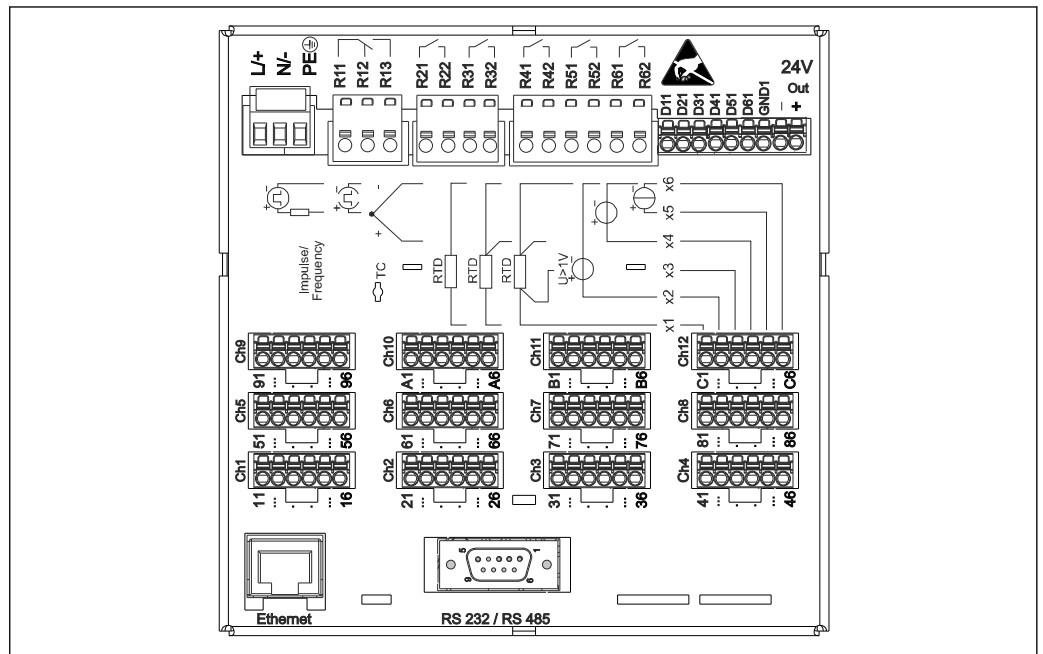 L/+ N/- PE
R11 R12 R13
R21 R22 R31 R32
R41 R42 R51 R52 R61 R62
24V
Out
D11 D21 D31 D41 D51 D61 GND1 - +
+ - + - - + + - + -
Impulse/
Frequency
TC
RTD RTD RTD
U>1V
+ -
x6
x5
x4
x3
x2
x1
Ch9 91 ... . . ... 96
Ch10 A1 ... . . ... A6
Ch11 B1 ... . . ... B6
Ch12 C1 ... . . ... C6
Ch5 51 ... . . ... 56
Ch6 61 ... . . ... 66
Ch7 71 ... . . ... 76
Ch8 81 ... . . ... 86
Ch1 11 ... . . ... 16
Ch2 21 ... . . ... 26
Ch3 31 ... . . ... 36
Ch4 41 ... . . ... 46
5 1
9 6
Ethernet
RS 232 / RS 485